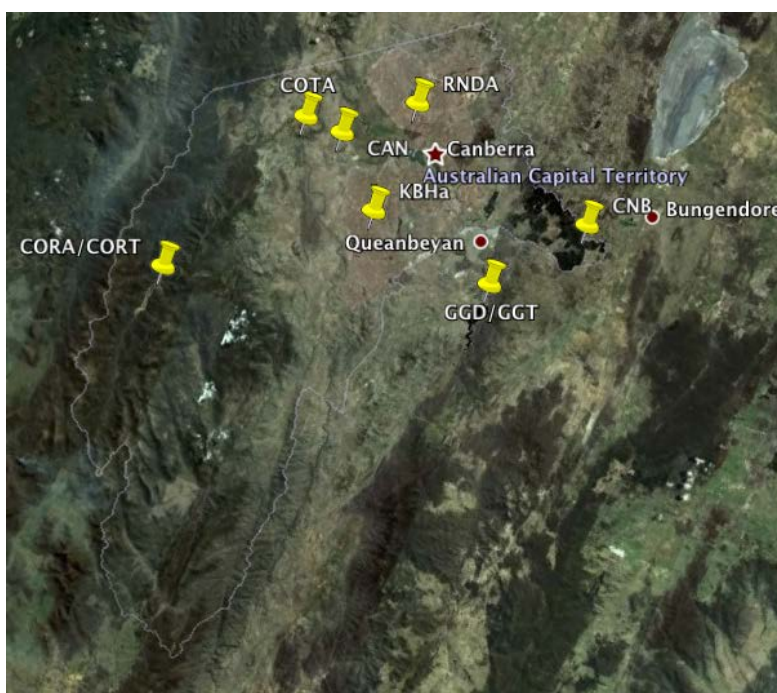 COTA
RNDA
CAN
Canberra
Australian Capital Territory
KBHa
CNB
Bungendore
Queanbeyan
CORA/CORT
GGD/GGT